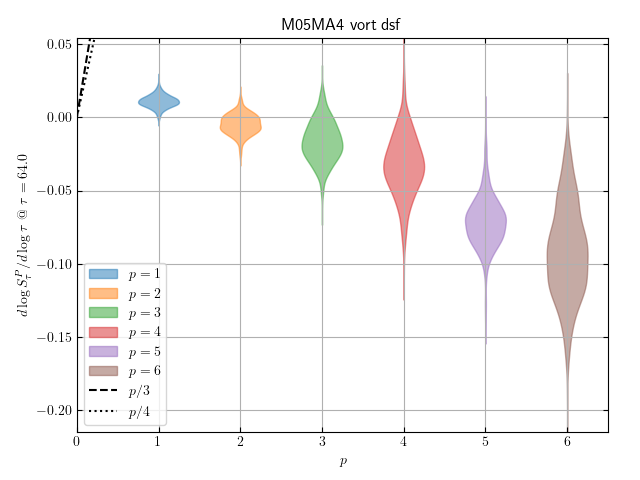 M05MA4 vort dsf
0.05
0.00
−0.05
−0.10
−0.15
−0.20
d log S_τ^P / d log τ @ τ = 64.0
p = 1
p = 2
p = 3
p = 4
p = 5
p = 6
p/3
p/4
0 1 2 3 4 5 6
p